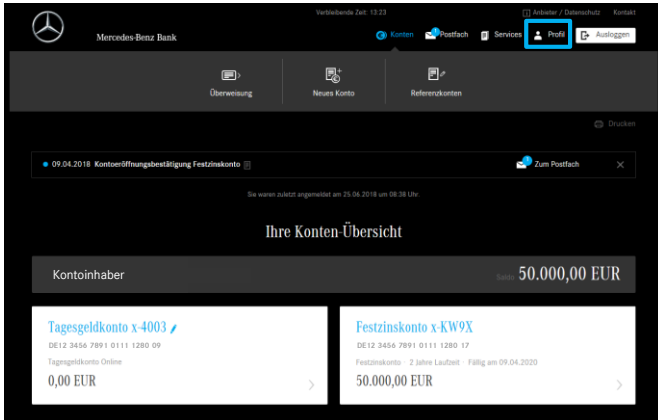 Verbleibende Zeit: 13:23
Anbieter / Datenschutz Kontakt
Mercedes-Benz Bank
Konten Postfach Services Profil Ausloggen
Überweisung Neues Konto Referenzkonten
Drucken
09.04.2018 Kontoeröffnungsbestätigung Festzinskonto
Zum Postfach
Sie waren zuletzt angemeldet am 25.06.2018 um 08:38 Uhr.
Ihre Konten-Übersicht
Kontoinhaber
Saldo 50.000,00 EUR
Tagesgeldkonto x-4003
DE12 3456 7891 0111 1280 09
Tagesgeldkonto Online
0,00 EUR
Festzinskonto x-KW9X
DE12 3456 7891 0111 1280 17
Festzinskonto · 2 Jahre Laufzeit · Fällig am 09.04.2020
50.000,00 EUR